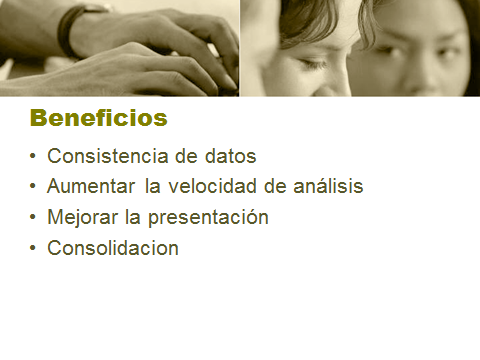 Beneficios
• Consistencia de datos
• Aumentar la velocidad de análisis
• Mejorar la presentación
• Consolidacion